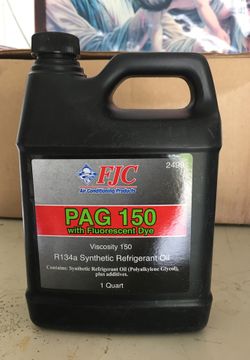 FJC
Air Conditioning Products
PAG 150
with Fluorescent Dye
Viscosity 150
R134a Synthetic Refrigerant Oil
Contains: Synthetic Refrigerant Oil (Polyalkylene Glycol),
plus additives.
1 Quart